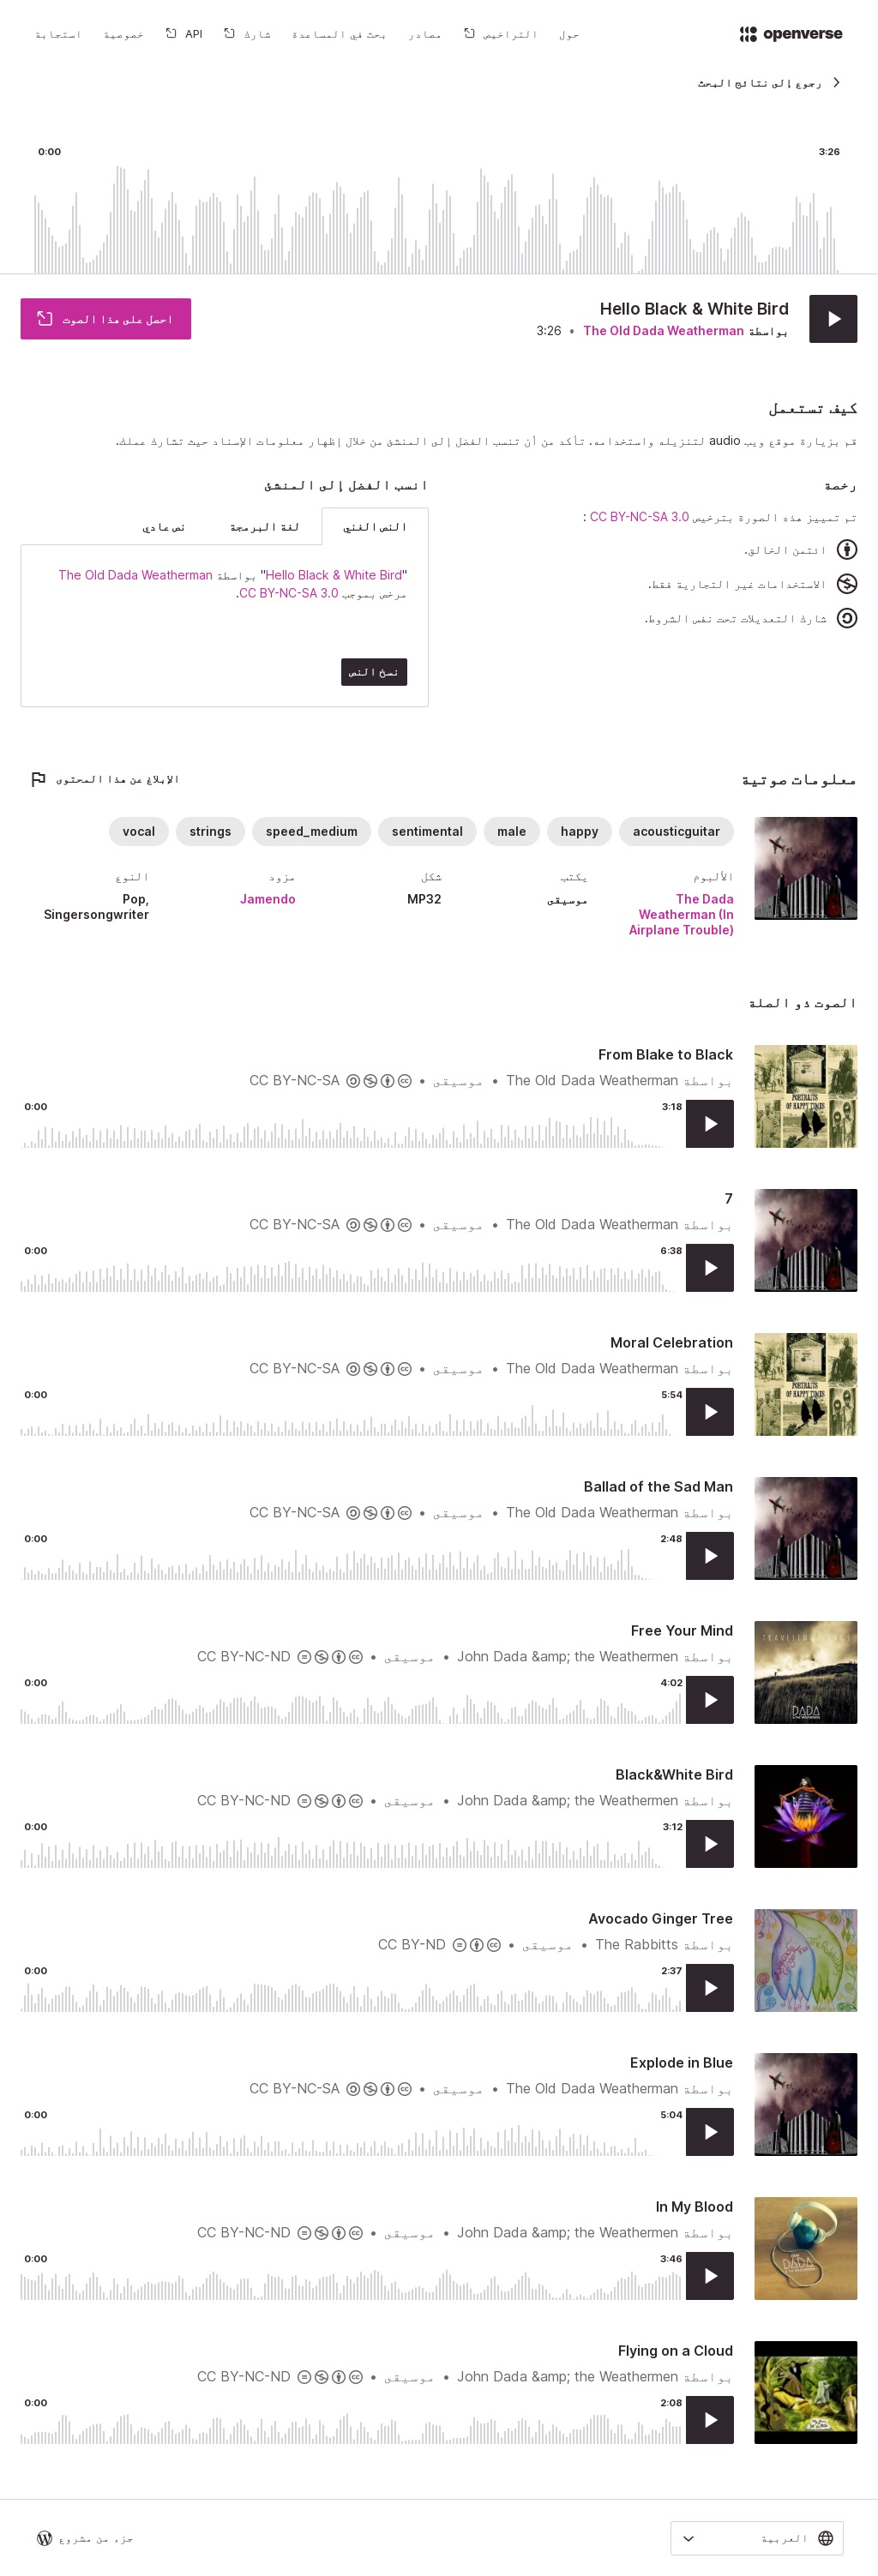 openverse
حول
التراخيص
مصادر
بحث في المساعدة
شارك
API
خصوصية
استجابة
رجوع إلى نتائج البحث
0:00
3:26
Hello Black & White Bird
بواسطة The Old Dada Weatherman • 3:26
احصل على هذا الصوت
كيف تستعمل
قم بزيارة موقع ويب audio لتنزيله واستخدامه. تأكد من أن تنسب الفضل إلى المنشئ من خلال إظهار معلومات الإسناد حيث تشارك عملك.
رخصة
تم تمييز هذه الصورة بترخيص CC BY-NC-SA 3.0 :
ائتمن الخالق.
الاستخدامات غير التجارية فقط.
شارك التعديلات تحت نفس الشروط.
انسب الفضل إلى المنشئ
النص الغني
لغة البرمجة
نص عادي
"Hello Black & White Bird" بواسطة The Old Dada Weatherman
مرخص بموجب CC BY-NC-SA 3.0.
نسخ النص
معلومات صوتية
الإبلاغ عن هذا المحتوى
acousticguitar
happy
male
sentimental
speed_medium
strings
vocal
الألبوم
The Dada
Weatherman (In
Airplane Trouble)
يكتب
موسيقى
شكل
MP32
مزود
Jamendo
النوع
Pop,
Singersongwriter
الصوت ذو الصلة
From Blake to Black
بواسطة The Old Dada Weatherman • موسيقى • CC BY-NC-SA
0:00
3:18
PORTRAITS
OF HAPPY TIMES
7
بواسطة The Old Dada Weatherman • موسيقى • CC BY-NC-SA
0:00
6:38
Moral Celebration
بواسطة The Old Dada Weatherman • موسيقى • CC BY-NC-SA
0:00
5:54
PORTRAITS
OF HAPPY TIMES
Ballad of the Sad Man
بواسطة The Old Dada Weatherman • موسيقى • CC BY-NC-SA
0:00
2:48
Free Your Mind
بواسطة John Dada &amp; the Weathermen • موسيقى • CC BY-NC-ND
0:00
4:02
DADA
Black&White Bird
بواسطة John Dada &amp; the Weathermen • موسيقى • CC BY-NC-ND
0:00
3:12
Avocado Ginger Tree
بواسطة The Rabbitts • موسيقى • CC BY-ND
0:00
2:37
Explode in Blue
بواسطة The Old Dada Weatherman • موسيقى • CC BY-NC-SA
0:00
5:04
In My Blood
بواسطة John Dada &amp; the Weathermen • موسيقى • CC BY-NC-ND
0:00
3:46
DADA
Flying on a Cloud
بواسطة John Dada &amp; the Weathermen • موسيقى • CC BY-NC-ND
0:00
2:08
العربية
جزء من مشروع